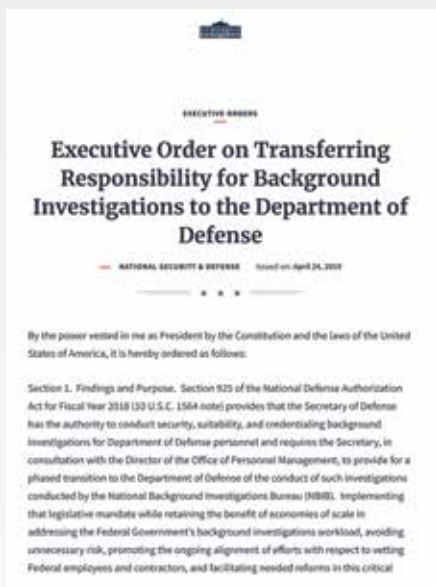 EXECUTIVE ORDERS
Executive Order on Transferring
Responsibility for Background
Investigations to the Department of
Defense
NATIONAL SECURITY & DEFENSE Issued on: April 24, 2019
By the power vested in me as President by the Constitution and the laws of the United
States of America, it is hereby ordered as follows:
Section 1. Findings and Purpose. Section 925 of the National Defense Authorization
Act for Fiscal Year 2018 (10 U.S.C. 1564 note) provides that the Secretary of Defense
has the authority to conduct security, suitability, and credentialing background
investigations for Department of Defense personnel and requires the Secretary, in
consultation with the Director of the Office of Personnel Management, to provide for a
phased transition to the Department of Defense of the conduct of such investigations
conducted by the National Background Investigations Bureau (NBIB). Implementing
that legislative mandate while retaining the benefit of economies of scale in
addressing the Federal Government's background investigations workload, avoiding
unnecessary risk, promoting the ongoing alignment of efforts with respect to vetting
Federal employees and contractors, and facilitating needed reforms in this critical